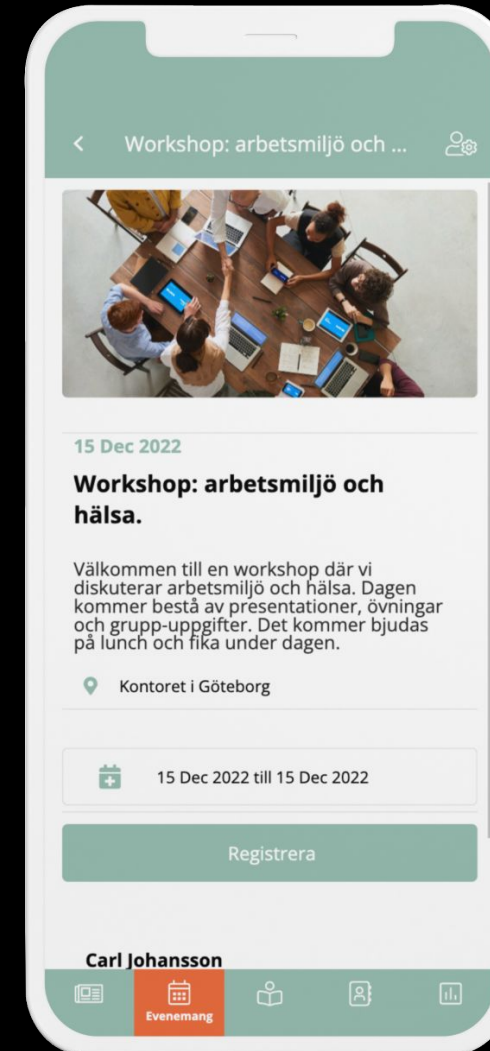 Workshop: arbetsmiljö och ...
15 Dec 2022
Workshop: arbetsmiljö och
hälsa.
Välkommen till en workshop där vi
diskuterar arbetsmiljö och hälsa. Dagen
kommer bestå av presentationer, övningar
och grupp-uppgifter. Det kommer bjudas
på lunch och fika under dagen.
Kontoret i Göteborg
15 Dec 2022 till 15 Dec 2022
Registrera
Carl Johansson
Evenemang